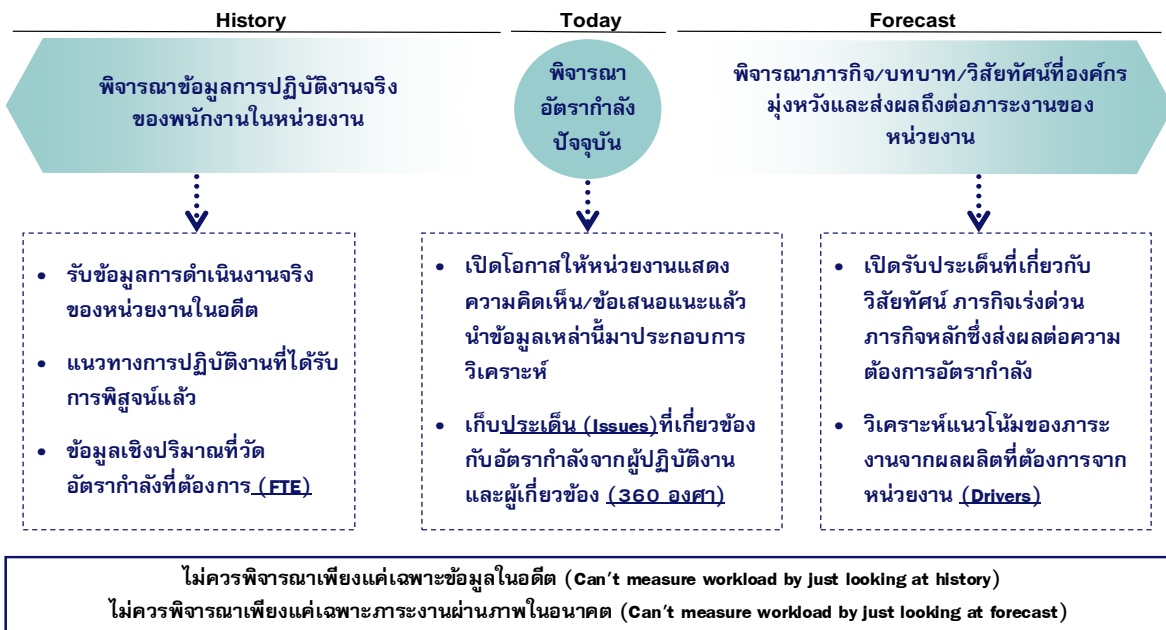 History
Today
Forecast
พิจารณาข้อมูลการปฏิบัติงานจริง
ของพนักงานในหน่วยงาน
พิจารณา
อัตรากำลัง
ปัจจุบัน
พิจารณาภารกิจ/บทบาท/วิสัยทัศน์ที่องค์กร
มุ่งหวังและส่งผลถึงต่อภาระงานของ
หน่วยงาน
• รับข้อมูลการดำเนินงานจริง
ของหน่วยงานในอดีต
• แนวทางการปฏิบัติงานที่ได้รับ
การพิสูจน์แล้ว
• ข้อมูลเชิงปริมาณที่วัด
อัตรากำลังที่ต้องการ (FTE)
• เปิดโอกาสให้หน่วยงานแสดง
ความคิดเห็น/ข้อเสนอแนะแล้ว
นำข้อมูลเหล่านี้มาประกอบการ
วิเคราะห์
• เก็บประเด็น (Issues)ที่เกี่ยวข้อง
กับอัตรากำลังจากผู้ปฏิบัติงาน
และผู้เกี่ยวข้อง (360 องศา)
• เปิดรับประเด็นที่เกี่ยวกับ
วิสัยทัศน์ ภารกิจเร่งด่วน
ภารกิจหลักซึ่งส่งผลต่อความ
ต้องการอัตรากำลัง
• วิเคราะห์แนวโน้มของภาระ
งานจากผลผลิตที่ต้องการจาก
หน่วยงาน (Drivers)
ไม่ควรพิจารณาเพียงแค่เฉพาะข้อมูลในอดีต (Can't measure workload by just looking at history)
ไม่ควรพิจารณาเพียงแค่เฉพาะภาระงานผ่านภาพในอนาคต (Can't measure workload by just looking at forecast)